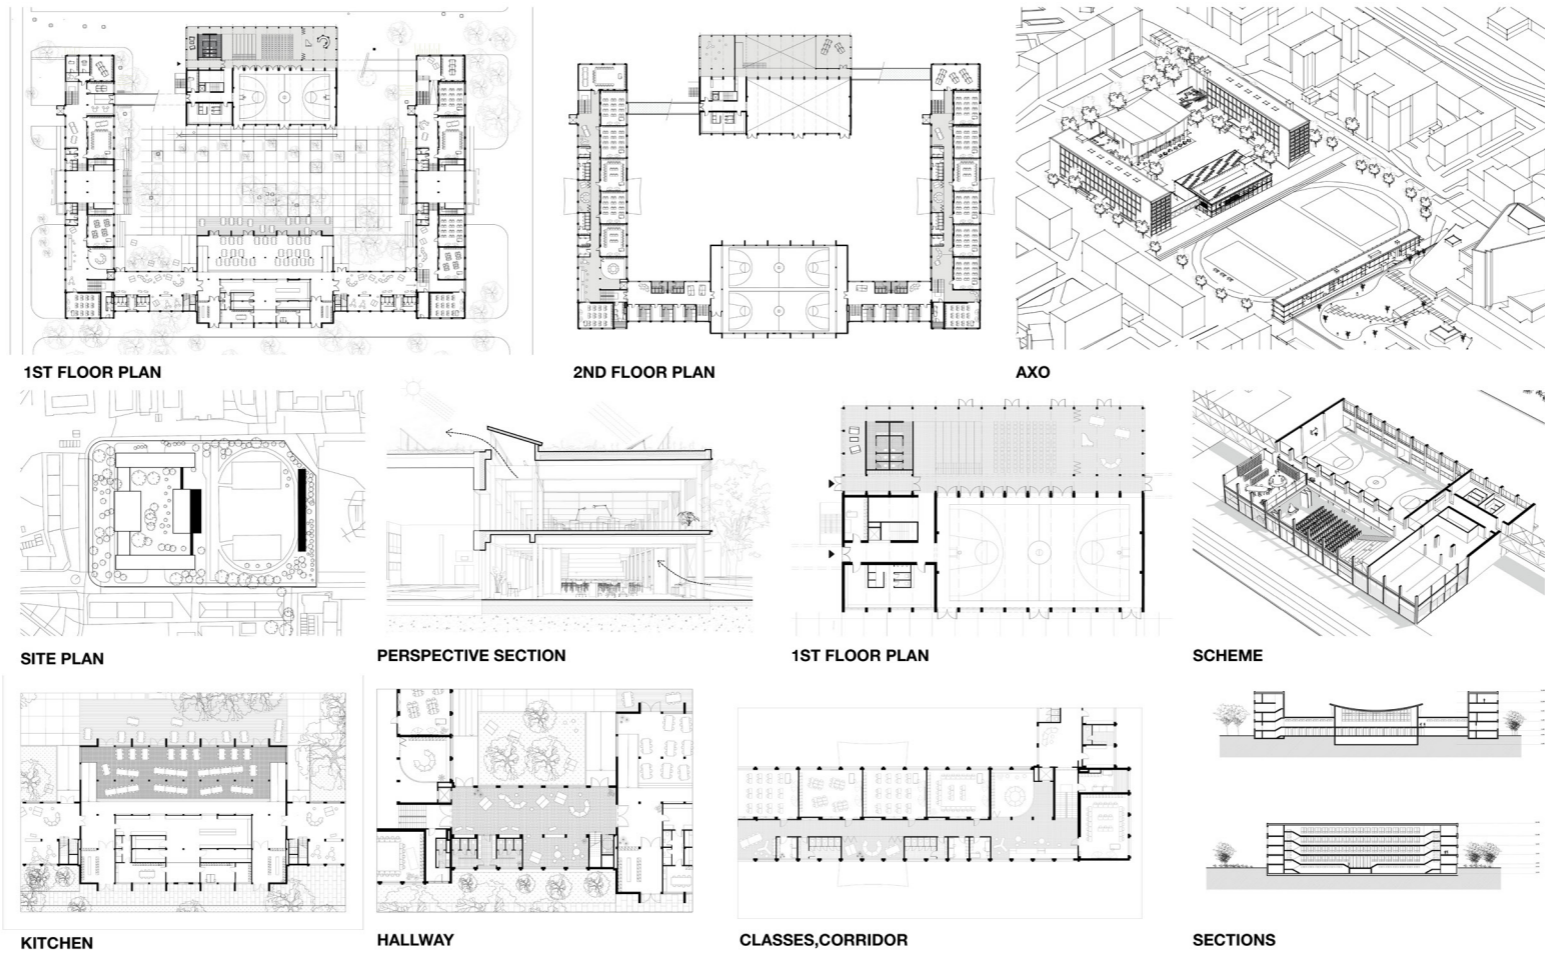 1ST FLOOR PLAN
2ND FLOOR PLAN
AXO
SITE PLAN
PERSPECTIVE SECTION
1ST FLOOR PLAN
SCHEME
KITCHEN
HALLWAY
CLASSES,CORRIDOR
SECTIONS